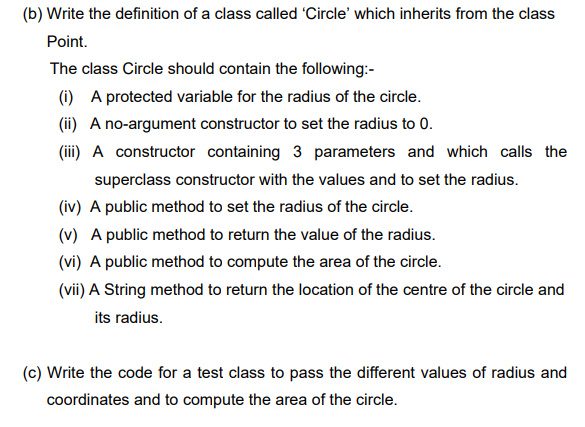 (b) Write the definition of a class called ‘Circle’ which inherits from the class
Point.
The class Circle should contain the following:-
(i) A protected variable for the radius of the circle.
(ii) A no-argument constructor to set the radius to 0.
(iii) A constructor containing 3 parameters and which calls the
superclass constructor with the values and to set the radius.
(iv) A public method to set the radius of the circle.
(v) A public method to return the value of the radius.
(vi) A public method to compute the area of the circle.
(vii) A String method to return the location of the centre of the circle and
its radius.
(c) Write the code for a test class to pass the different values of radius and
coordinates and to compute the area of the circle.